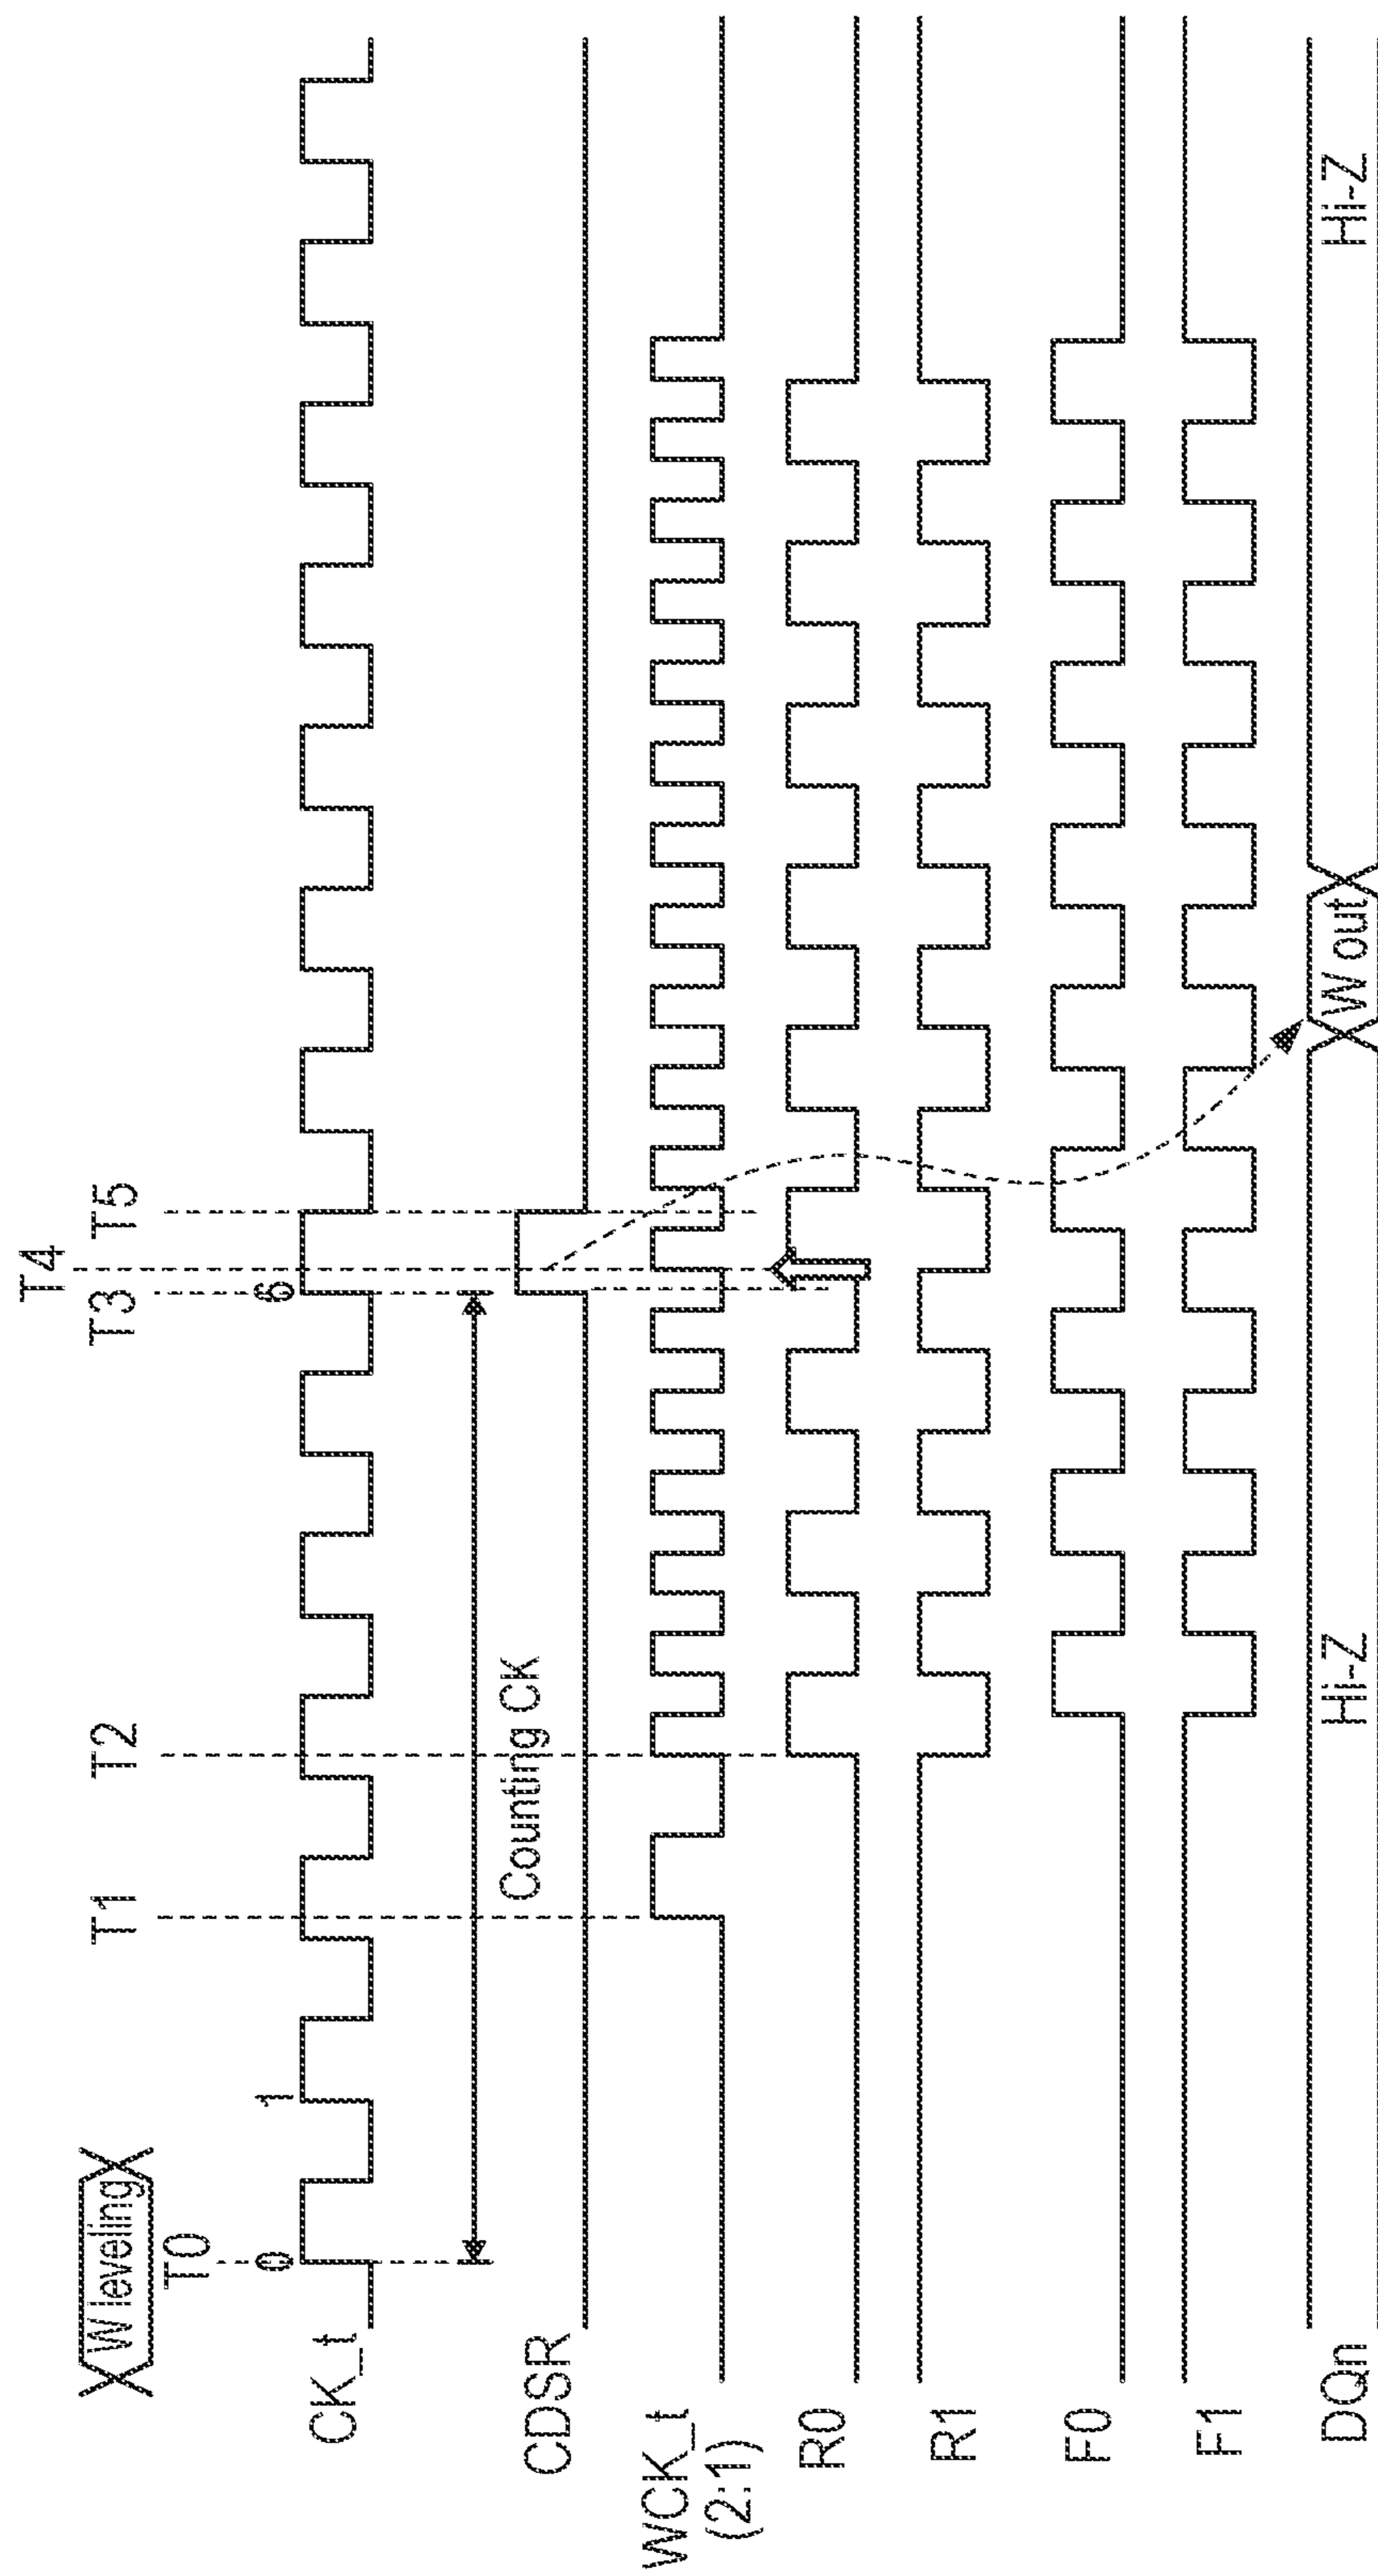 T4
T1 T2 T3 T5
W leveling
T0
0 1 6
CK_t
Counting CK
CDSR
WCK_t
(2:1)
R0
R1
F0
F1
DQn Hi-Z W out Hi-Z